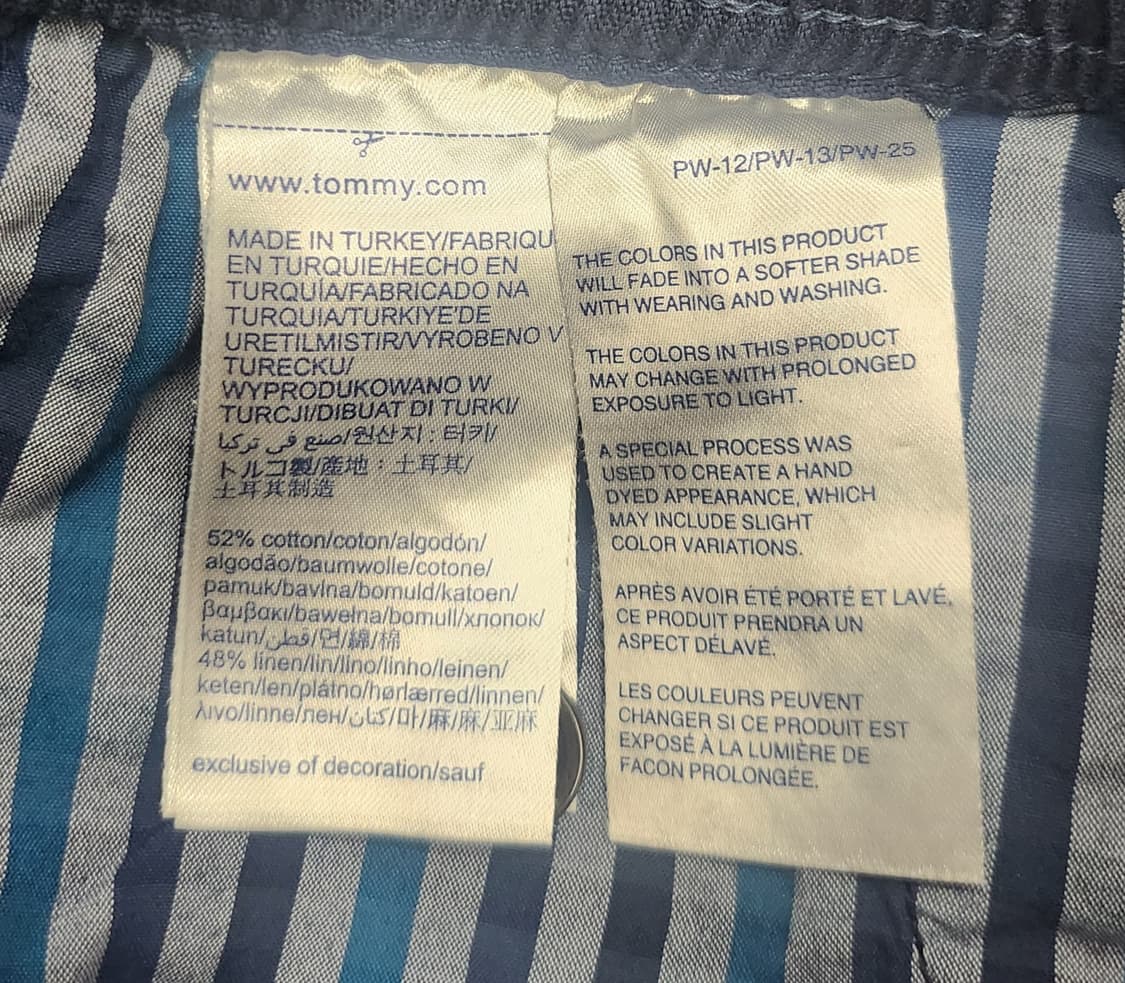 www.tommy.com
MADE IN TURKEY/FABRIQU
EN TURQUIE/HECHO EN
TURQUÍA/FABRICADO NA
TURQUIA/TURKIYE'DE
URETILMISTIR/VYROBENO V
TURECKU/
WYPRODUKOWANO W
TURCJI/DIBUAT DI TURKI/
صنع في تركيا/원산지 : 터키/
トルコ製/產地：土耳其/
土耳其制造
52% cotton/coton/algodón/
algodão/baumwolle/cotone/
pamuk/bavlna/bomuld/katoen/
βαμβακι/bawełna/bomull/хлопок/
katun/قطن/면/綿/棉
48% linen/lin/lino/linho/leinen/
keten/len/plátno/hørlærred/linnen/
λινο/linne/лен/كتان/마/麻/麻/亚麻
exclusive of decoration/sauf
PW-12/PW-13/PW-25
THE COLORS IN THIS PRODUCT
WILL FADE INTO A SOFTER SHADE
WITH WEARING AND WASHING.
THE COLORS IN THIS PRODUCT
MAY CHANGE WITH PROLONGED
EXPOSURE TO LIGHT.
A SPECIAL PROCESS WAS
USED TO CREATE A HAND
DYED APPEARANCE, WHICH
MAY INCLUDE SLIGHT
COLOR VARIATIONS.
APRÈS AVOIR ÉTÉ PORTÉ ET LAVÉ,
CE PRODUIT PRENDRA UN
ASPECT DÉLAVÉ.
LES COULEURS PEUVENT
CHANGER SI CE PRODUIT EST
EXPOSÉ À LA LUMIÈRE DE
FACON PROLONGÉE.